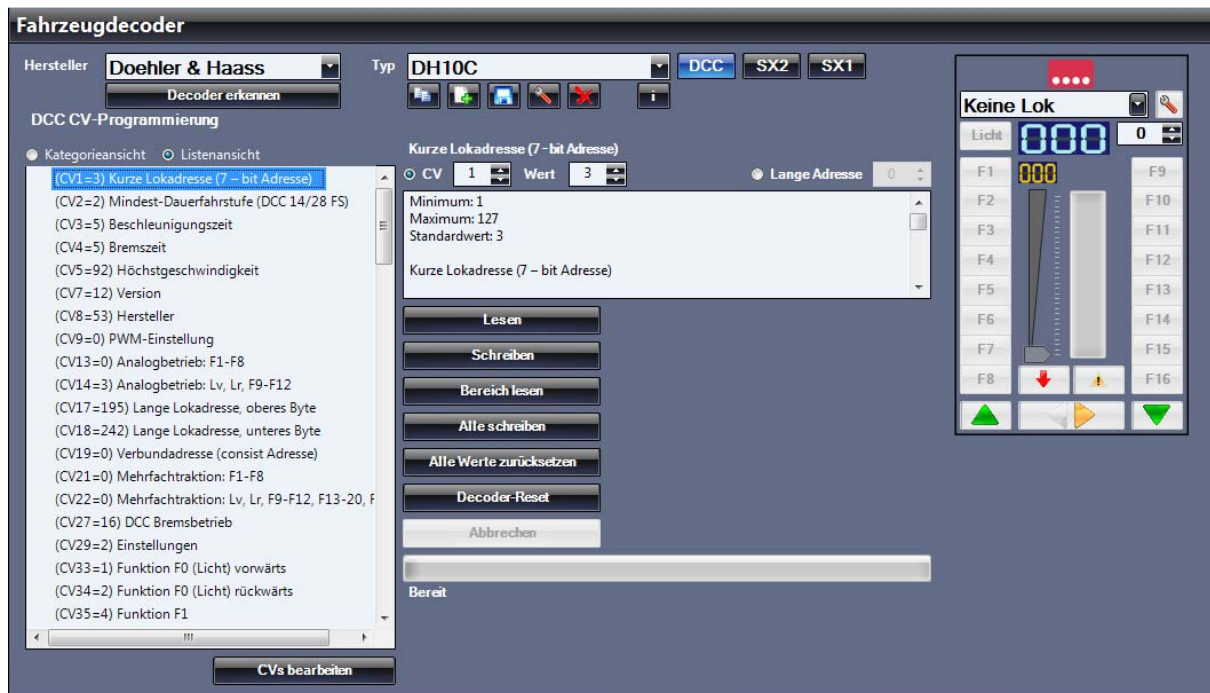 Fahrzeugdecoder
Hersteller Doehler & Haass Typ DH10C DCC SX2 SX1
Decoder erkennen i
DCC CV-Programmierung
Kategorieansicht Listenansicht
(CV1=3) Kurze Lokadresse (7 – bit Adresse)
(CV2=2) Mindest-Dauerfahrstufe (DCC 14/28 FS)
(CV3=5) Beschleunigungszeit
(CV4=5) Bremszeit
(CV5=92) Höchstgeschwindigkeit
(CV7=12) Version
(CV8=53) Hersteller
(CV9=0) PWM-Einstellung
(CV13=0) Analogbetrieb: F1-F8
(CV14=3) Analogbetrieb: Lv, Lr, F9-F12
(CV17=195) Lange Lokadresse, oberes Byte
(CV18=242) Lange Lokadresse, unteres Byte
(CV19=0) Verbundadresse (consist Adresse)
(CV21=0) Mehrfachtraktion: F1-F8
(CV22=0) Mehrfachtraktion: Lv, Lr, F9-F12, F13-20, F
(CV27=16) DCC Bremsbetrieb
(CV29=2) Einstellungen
(CV33=1) Funktion F0 (Licht) vorwärts
(CV34=2) Funktion F0 (Licht) rückwärts
(CV35=4) Funktion F1
CVs bearbeiten
Kurze Lokadresse (7-bit Adresse)
CV 1 Wert 3 Lange Adresse 0
Minimum: 1
Maximum: 127
Standardwert: 3
Kurze Lokadresse (7 – bit Adresse)
Lesen
Schreiben
Bereich lesen
Alle schreiben
Alle Werte zurücksetzen
Decoder-Reset
Abbrechen
Bereit
Keine Lok
Licht 000 0
F1 000 F9
F2 F10
F3 F11
F4 F12
F5 F13
F6 F14
F7 F15
F8 F16